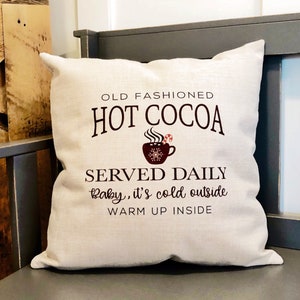 OLD FASHIONED
HOT COCOA
SERVED DAILY
Baby, it's cold outside
WARM UP INSIDE